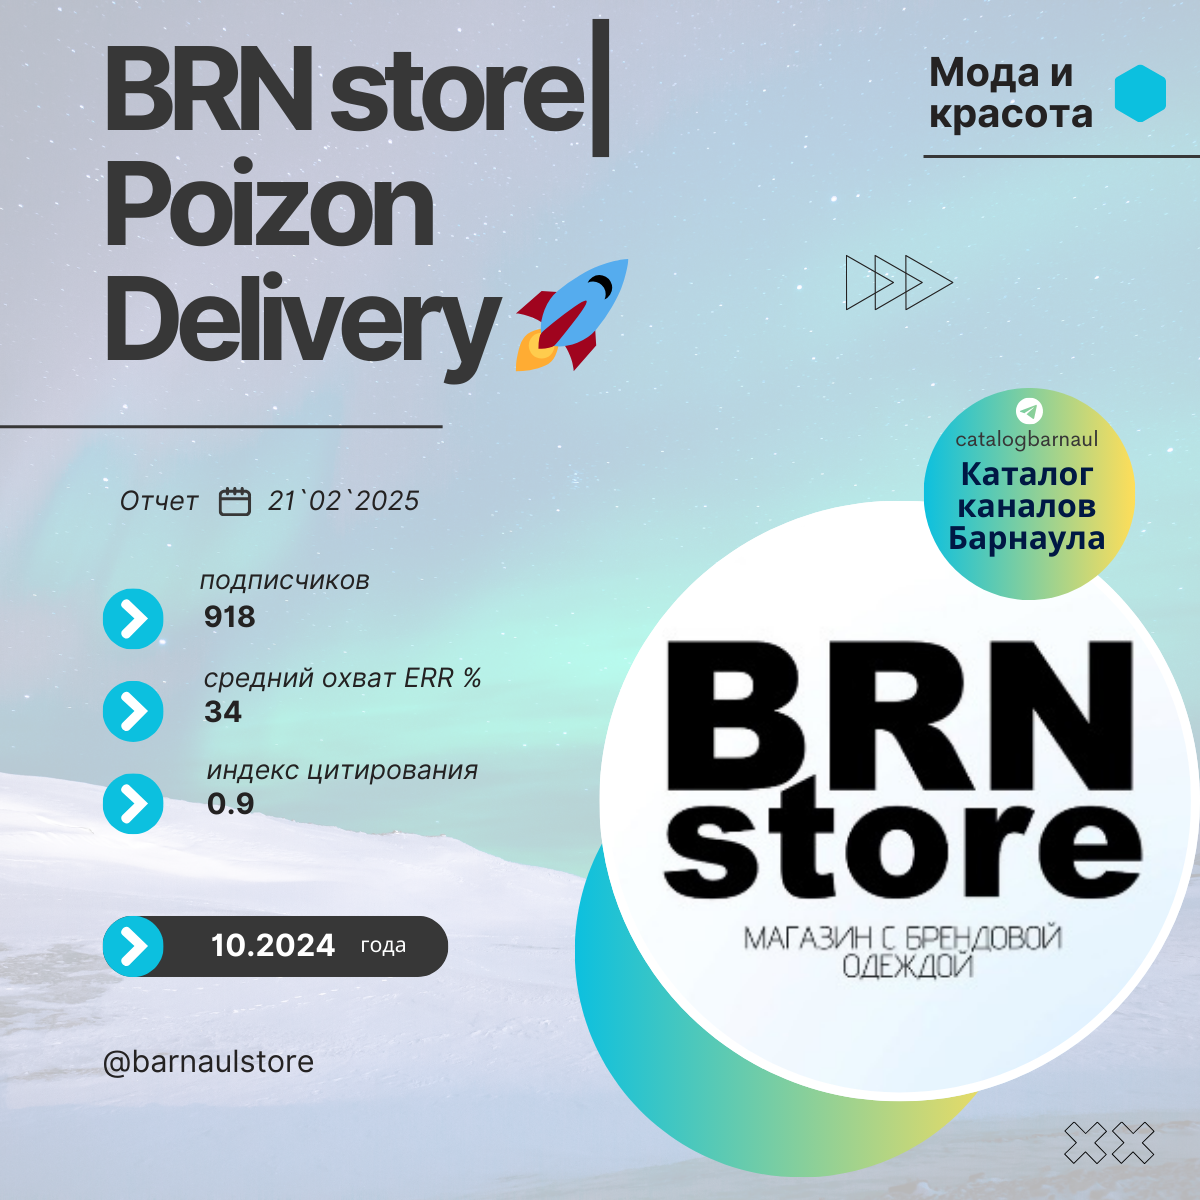 BRN store|
Poizon
Delivery🚀
Мода и
красота
catalogbarnaul
Каталог
каналов
Барнаула
Отчет 21`02`2025
подписчиков
918
средний охват ERR %
34
индекс цитирования
0.9
10.2024 года
@barnaulstore
BRN
store
МАГАЗИН С БРЕНДОВОЙ
ОДЕЖДОЙ